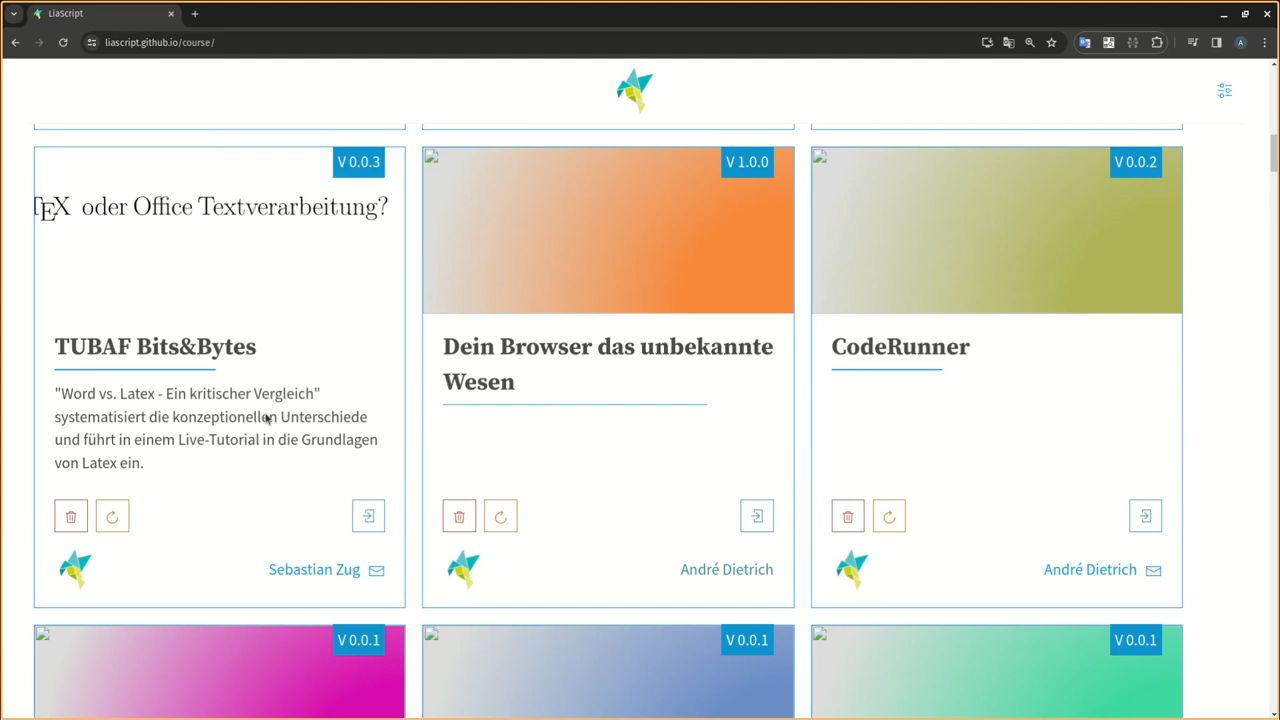 LiaScript
liascript.github.io/course/
A
V 0.0.3
V 1.0.0
V 0.0.2
TEX oder Office Textverarbeitung?
TUBAF Bits&Bytes
"Word vs. Latex - Ein kritischer Vergleich"
systematisiert die konzeptionellen Unterschiede
und führt in einem Live-Tutorial in die Grundlagen
von Latex ein.
Sebastian Zug
Dein Browser das unbekannte
Wesen
André Dietrich
CodeRunner
André Dietrich
V 0.0.1
V 0.0.1
V 0.0.1